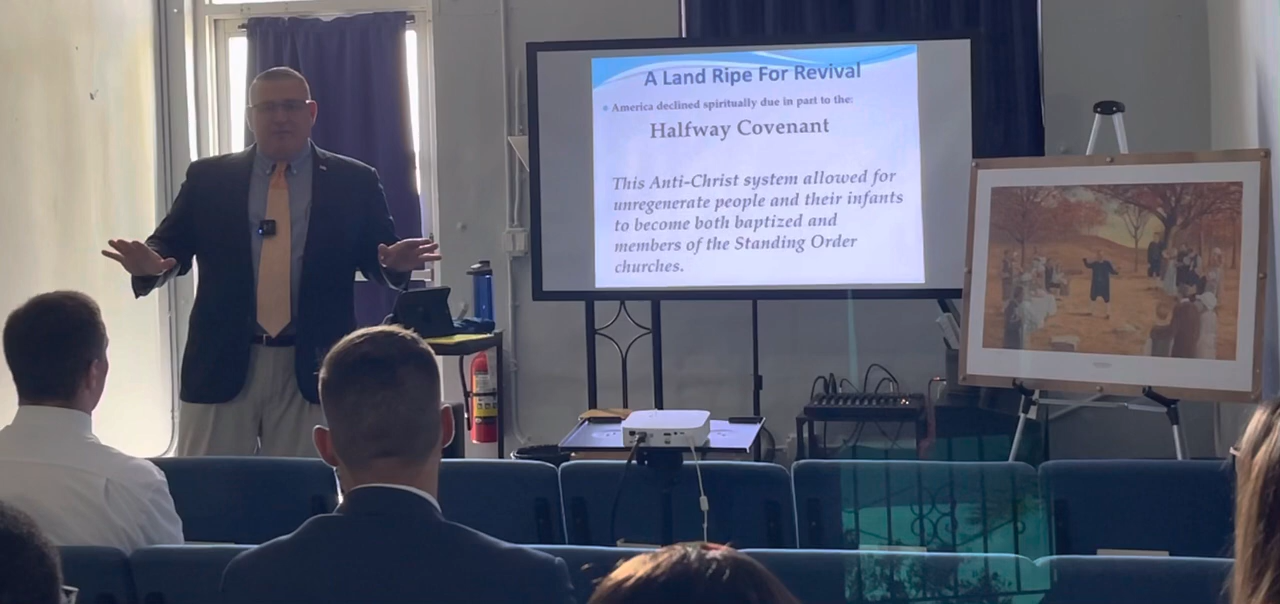 A Land Ripe For Revival
America declined spiritually due in part to the:
Halfway Covenant
This Anti-Christ system allowed for
unregenerate people and their infants
to become both baptized and
members of the Standing Order
churches.